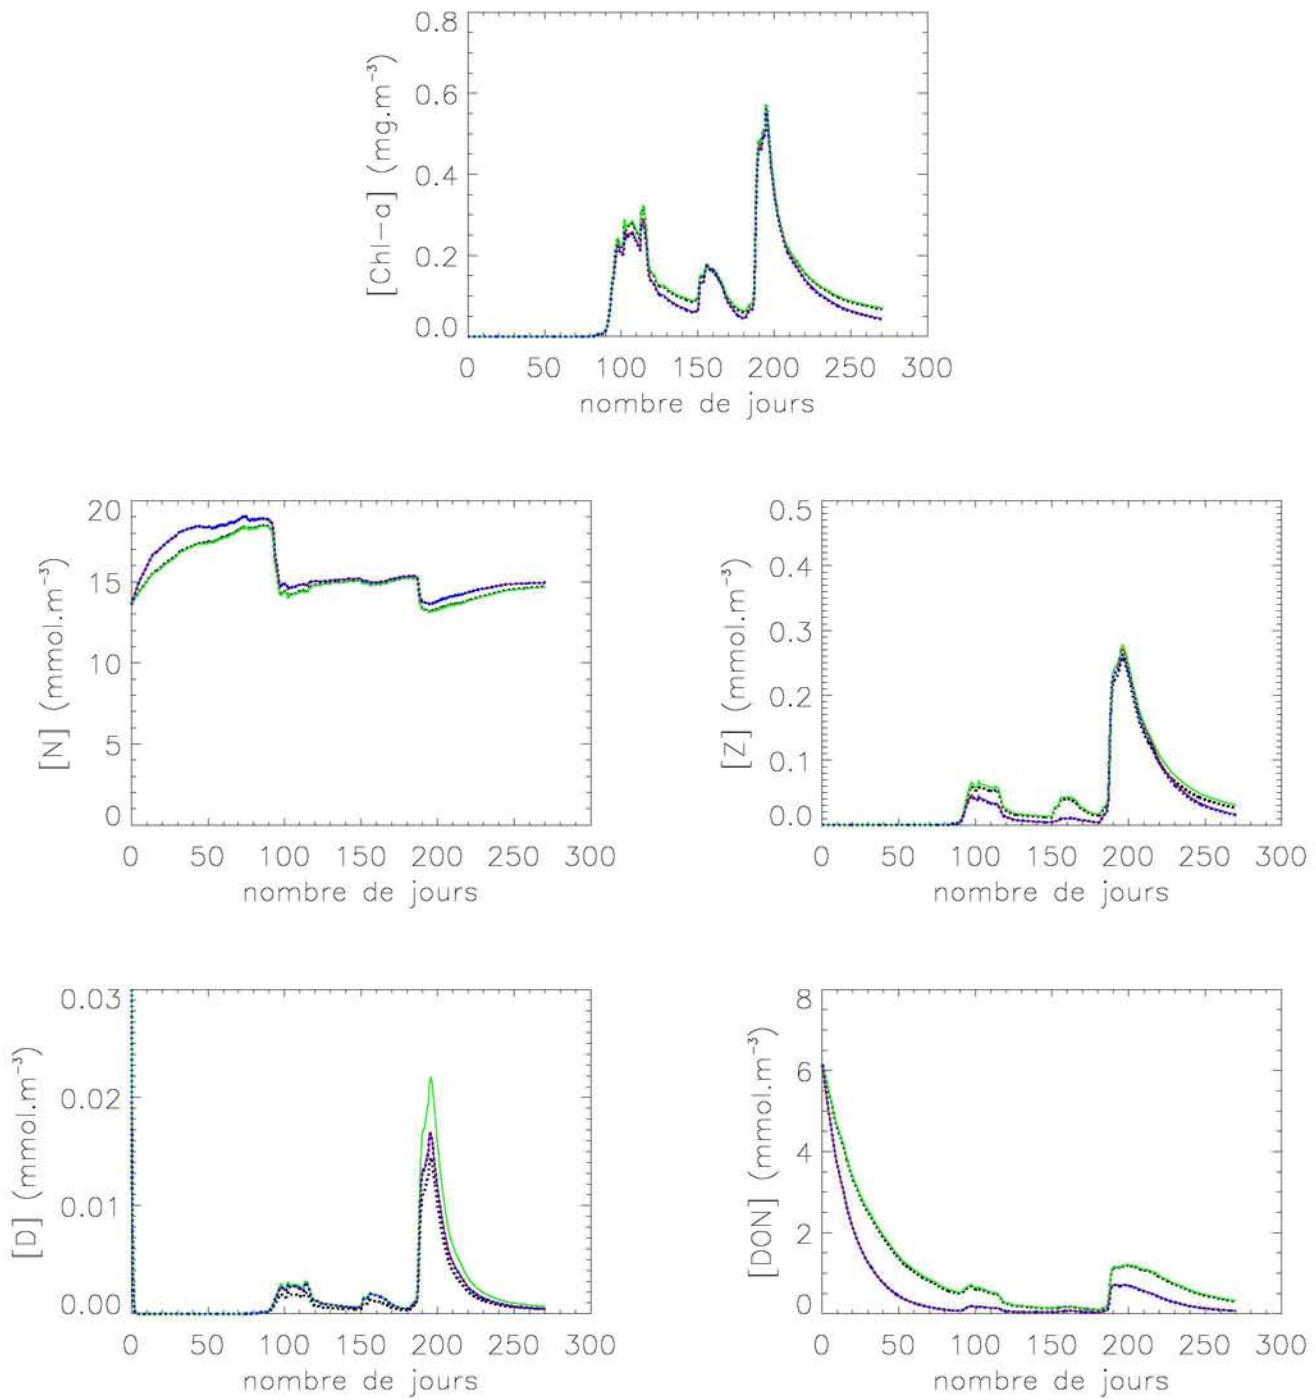 [Chl-a] (mg.m⁻³)
0.8
0.6
0.4
0.2
0.0
0 50 100 150 200 250 300
nombre de jours
[N] (mmol.m⁻³)
20
15
10
5
0
0 50 100 150 200 250 300
nombre de jours
[Z] (mmol.m⁻³)
0.5
0.4
0.3
0.2
0.1
0.0
0 50 100 150 200 250 300
nombre de jours
[D] (mmol.m⁻³)
0.03
0.02
0.01
0.00
0 50 100 150 200 250 300
nombre de jours
[DON] (mmol.m⁻³)
8
6
4
2
0
0 50 100 150 200 250 300
nombre de jours